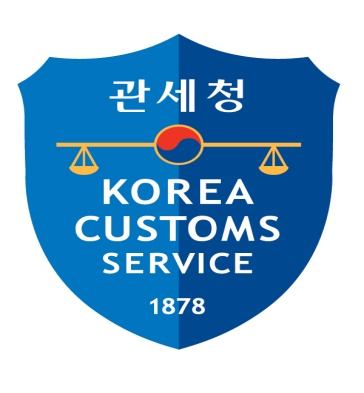 관세청
KOREA
CUSTOMS
SERVICE
1878